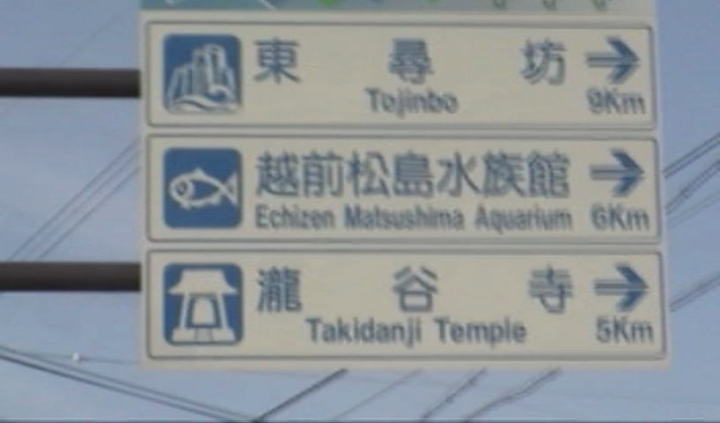 東尋坊
Tojinbo 9Km
越前松島水族館
Echizen Matsushima Aquarium 6Km
瀧谷寺
Takidanji Temple 5Km